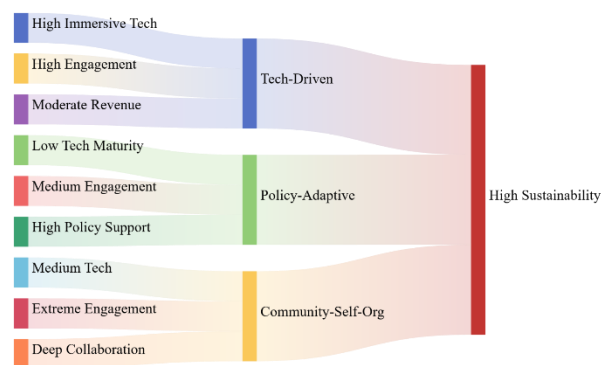 High Immersive Tech
High Engagement
Moderate Revenue
Low Tech Maturity
Medium Engagement
High Policy Support
Medium Tech
Extreme Engagement
Deep Collaboration
Tech-Driven
Policy-Adaptive
Community-Self-Org
High Sustainability